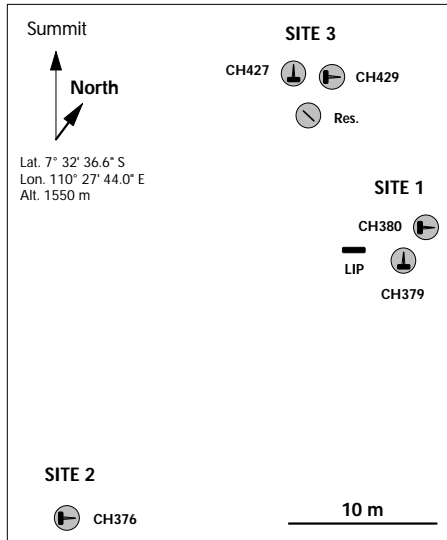 Summit
SITE 3
CH427
CH429
North
Res.
Lat. 7° 32' 36.6" S
Lon. 110° 27' 44.0" E
Alt. 1550 m
SITE 1
CH380
LIP
CH379
SITE 2
10 m
CH376